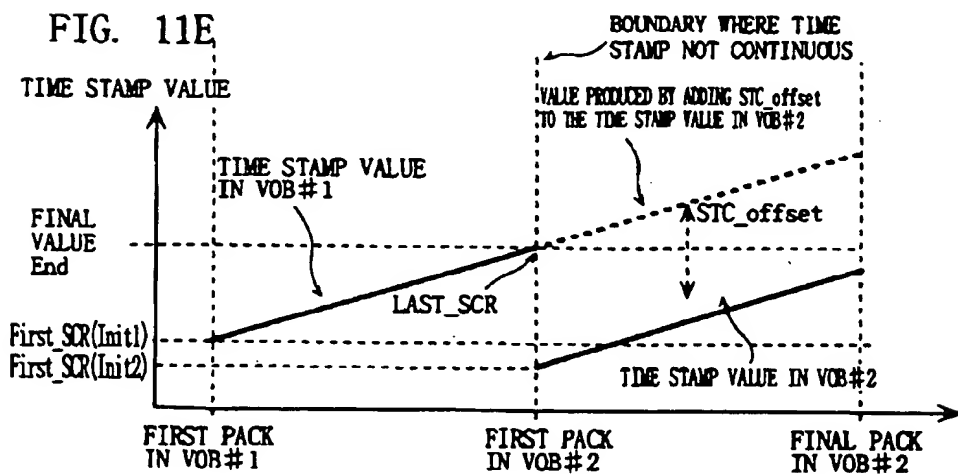 FIG. 11E
BOUNDARY WHERE TIME
STAMP NOT CONTINUOUS
TIME STAMP VALUE
VALUE PRODUCED BY ADDING STC_offset
TO THE TIME STAMP VALUE IN VOB#2
TIME STAMP VALUE
IN VOB#1
STC_offset
FINAL
VALUE
End
LAST_SCR
First_SCR(Init1)
First_SCR(Init2)
TIME STAMP VALUE IN VOB#2
FIRST PACK
IN VOB#1
FIRST PACK
IN VOB#2
FINAL PACK
IN VOB#2